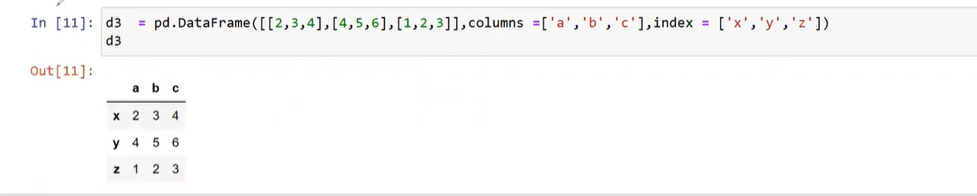 In [11]: d3 = pd.DataFrame([[2,3,4],[4,5,6],[1,2,3]],columns =['a','b','c'],index = ['x','y','z'])
d3
Out[11]:
a b c
x 2 3 4
y 4 5 6
z 1 2 3